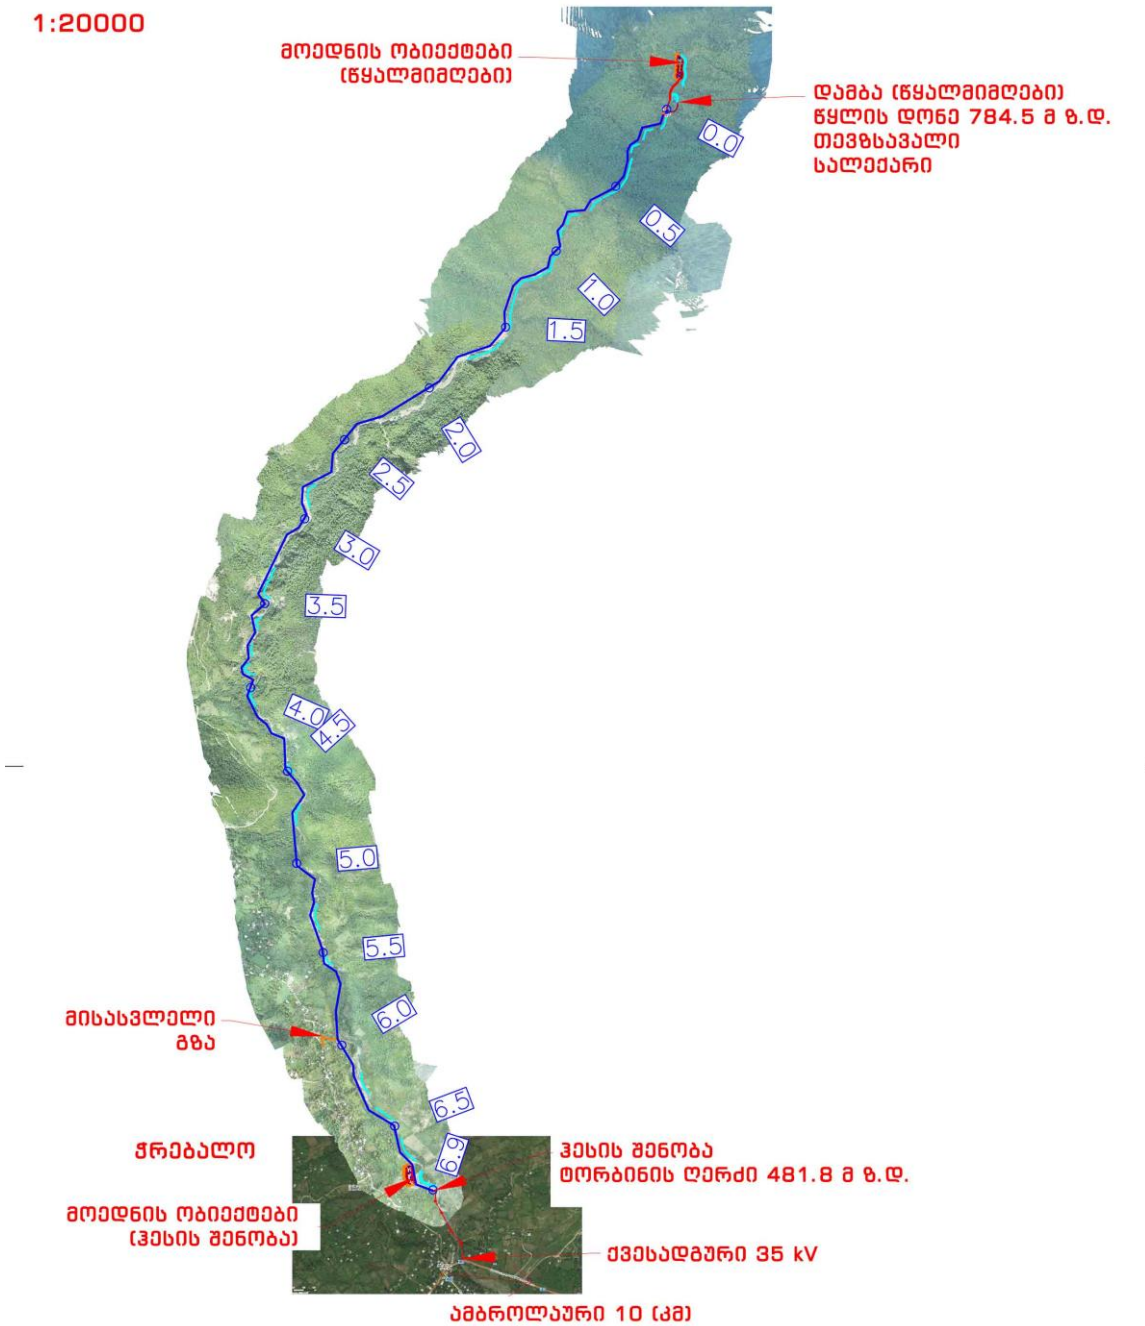 1:20000
მოედნის ობიექტები
(წყალმიმღები)
დამბა (წყალმიმღები)
წყლის დონე 784.5 მ ზ.დ.
თევზსავალი
სალექარი
0.0
0.5
1.0
1.5
2.0
2.5
3.0
3.5
4.0
4.5
5.0
5.5
6.0
მისასვლელი
გზა
6.5
6.9
ჭრებალო
ჰესის შენობა
ტორბინის ღერძი 481.8 მ ზ.დ.
მოედნის ობიექტები
(ჰესის შენობა)
ქვესადგური 35 kV
ამბროლაური 10 (კმ)